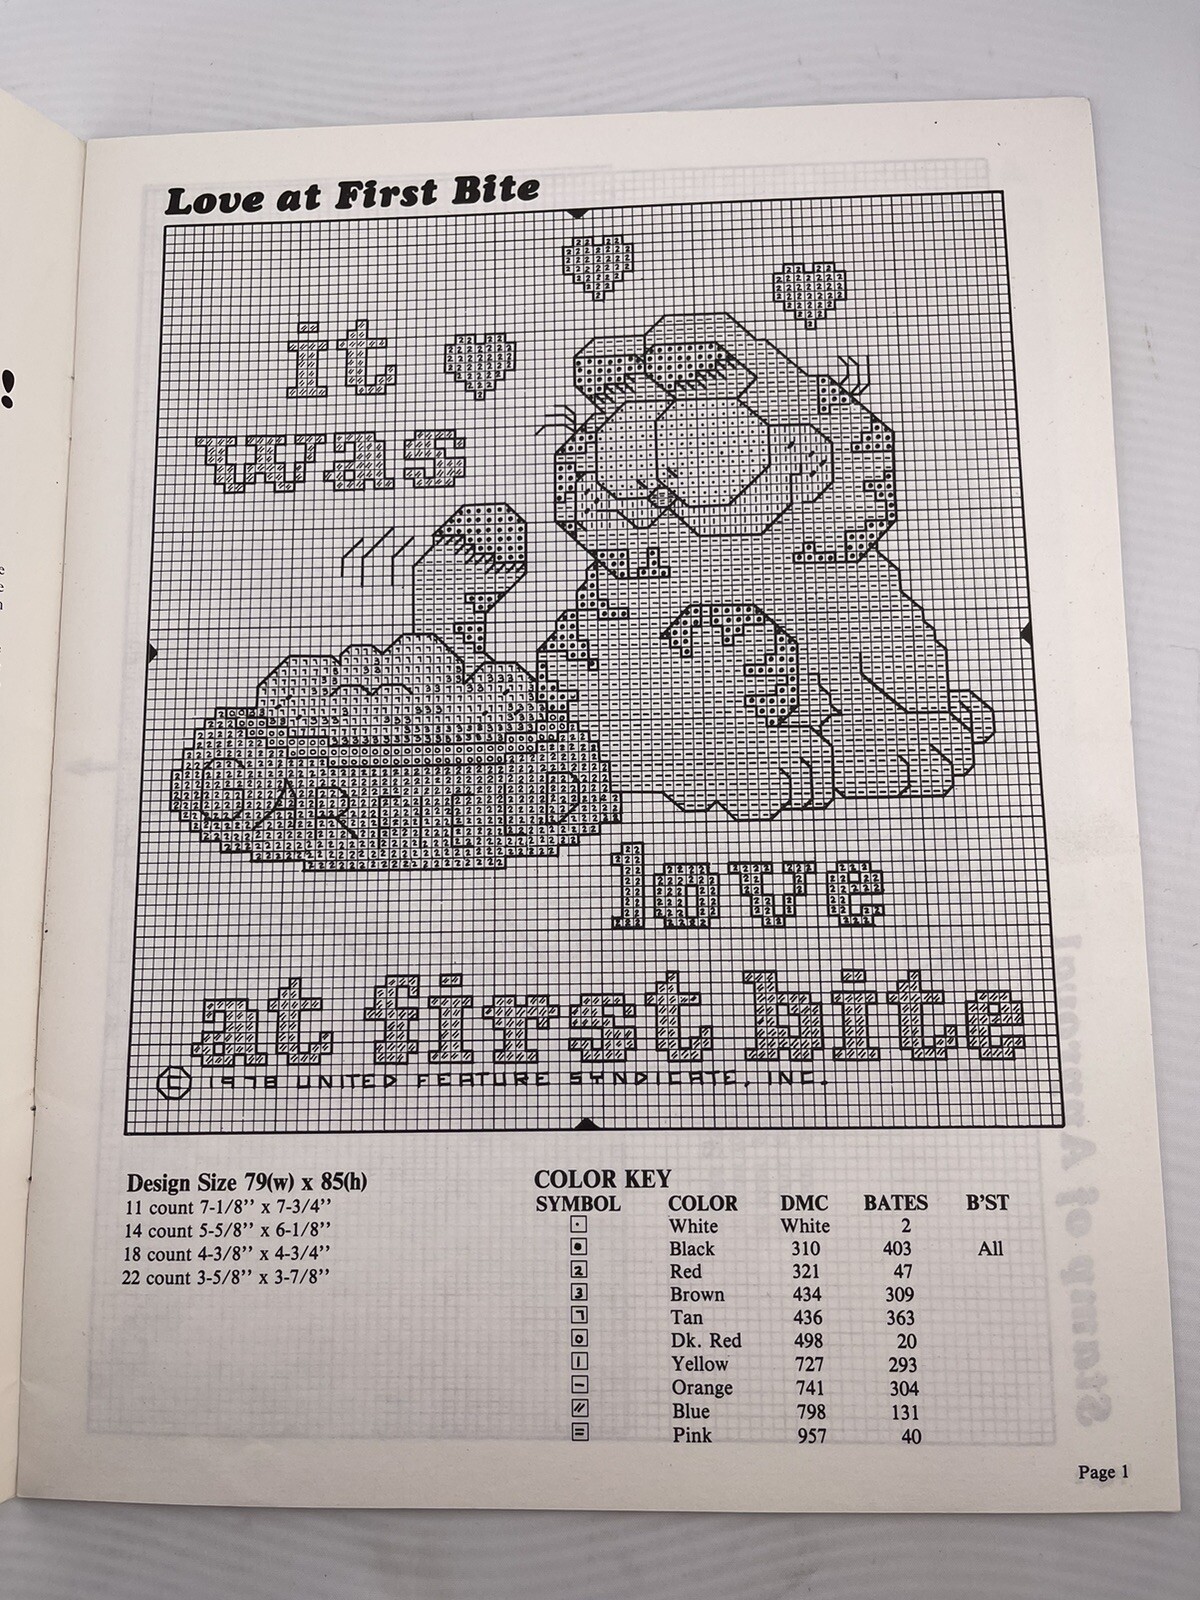 Love at First Bite
it
was
love
at first bite
© 1978 UNITED FEATURE SYNDICATE, INC.
Design Size 79(w) x 85(h)
11 count 7-1/8’’ x 7-3/4’’
14 count 5-5/8’’ x 6-1/8’’
18 count 4-3/8’’ x 4-3/4’’
22 count 3-5/8’’ x 3-7/8’’
COLOR KEY
SYMBOL COLOR DMC BATES B'ST
· White White 2
● Black 310 403 All
2 Red 321 47
3 Brown 434 309
ㄱ Tan 436 363
o Dk. Red 498 20
ı Yellow 727 293
− Orange 741 304
〃 Blue 798 131
= Pink 957 40
Page 1